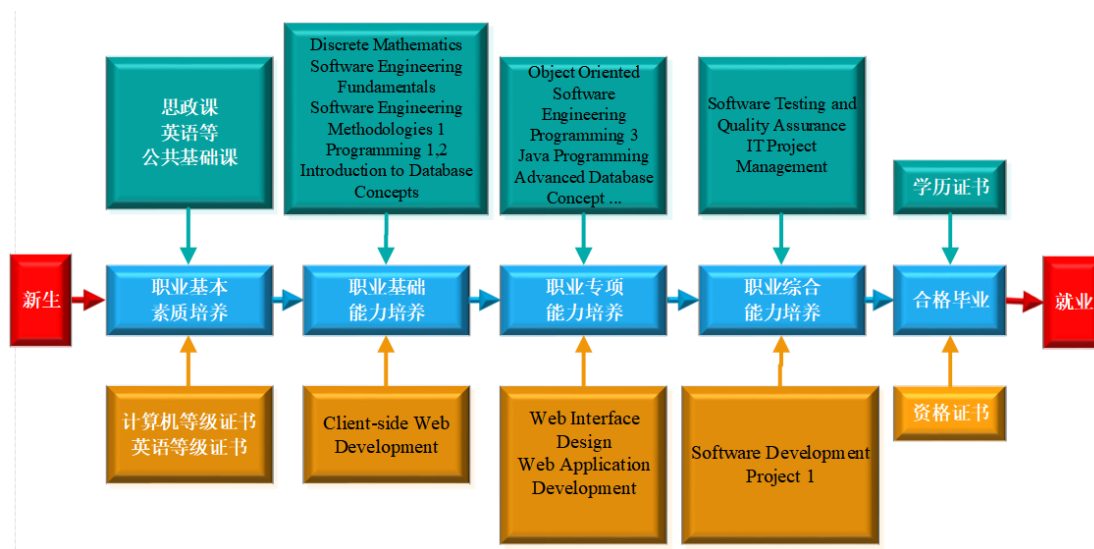 思政课
英语等
公共基础课
Discrete Mathematics
Software Engineering
Fundamentals
Software Engineering
Methodologies 1
Programming 1,2
Introduction to Database
Concepts
Object Oriented
Software
Engineering
Programming 3
Java Programming
Advanced Database
Concept ...
Software Testing and
Quality Assurance
IT Project
Management
学历证书
新生
职业基本
素质培养
职业基础
能力培养
职业专项
能力培养
职业综合
能力培养
合格毕业
就业
计算机等级证书
英语等级证书
Client-side Web
Development
Web Interface
Design
Web Application
Development
Software Development
Project 1
资格证书